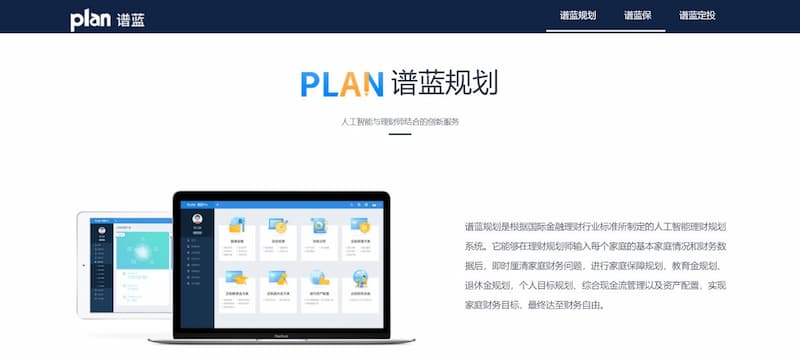 plan 谱蓝
谱蓝规划 谱蓝保 谱蓝定投
PLAN 谱蓝规划
人工智能与理财师结合的创新服务
谱蓝规划是根据国际金融理财行业标准所制定的人工智能理财规划
系统。它能够在理财规划师输入每个家庭的基本家庭情况和财务数
据后，即时厘清家庭财务问题，进行家庭保障规划、教育金规划、
退休金规划，个人目标规划、综合现金流管理以及资产配置，实现
家庭财务目标，最终达至财务自由。